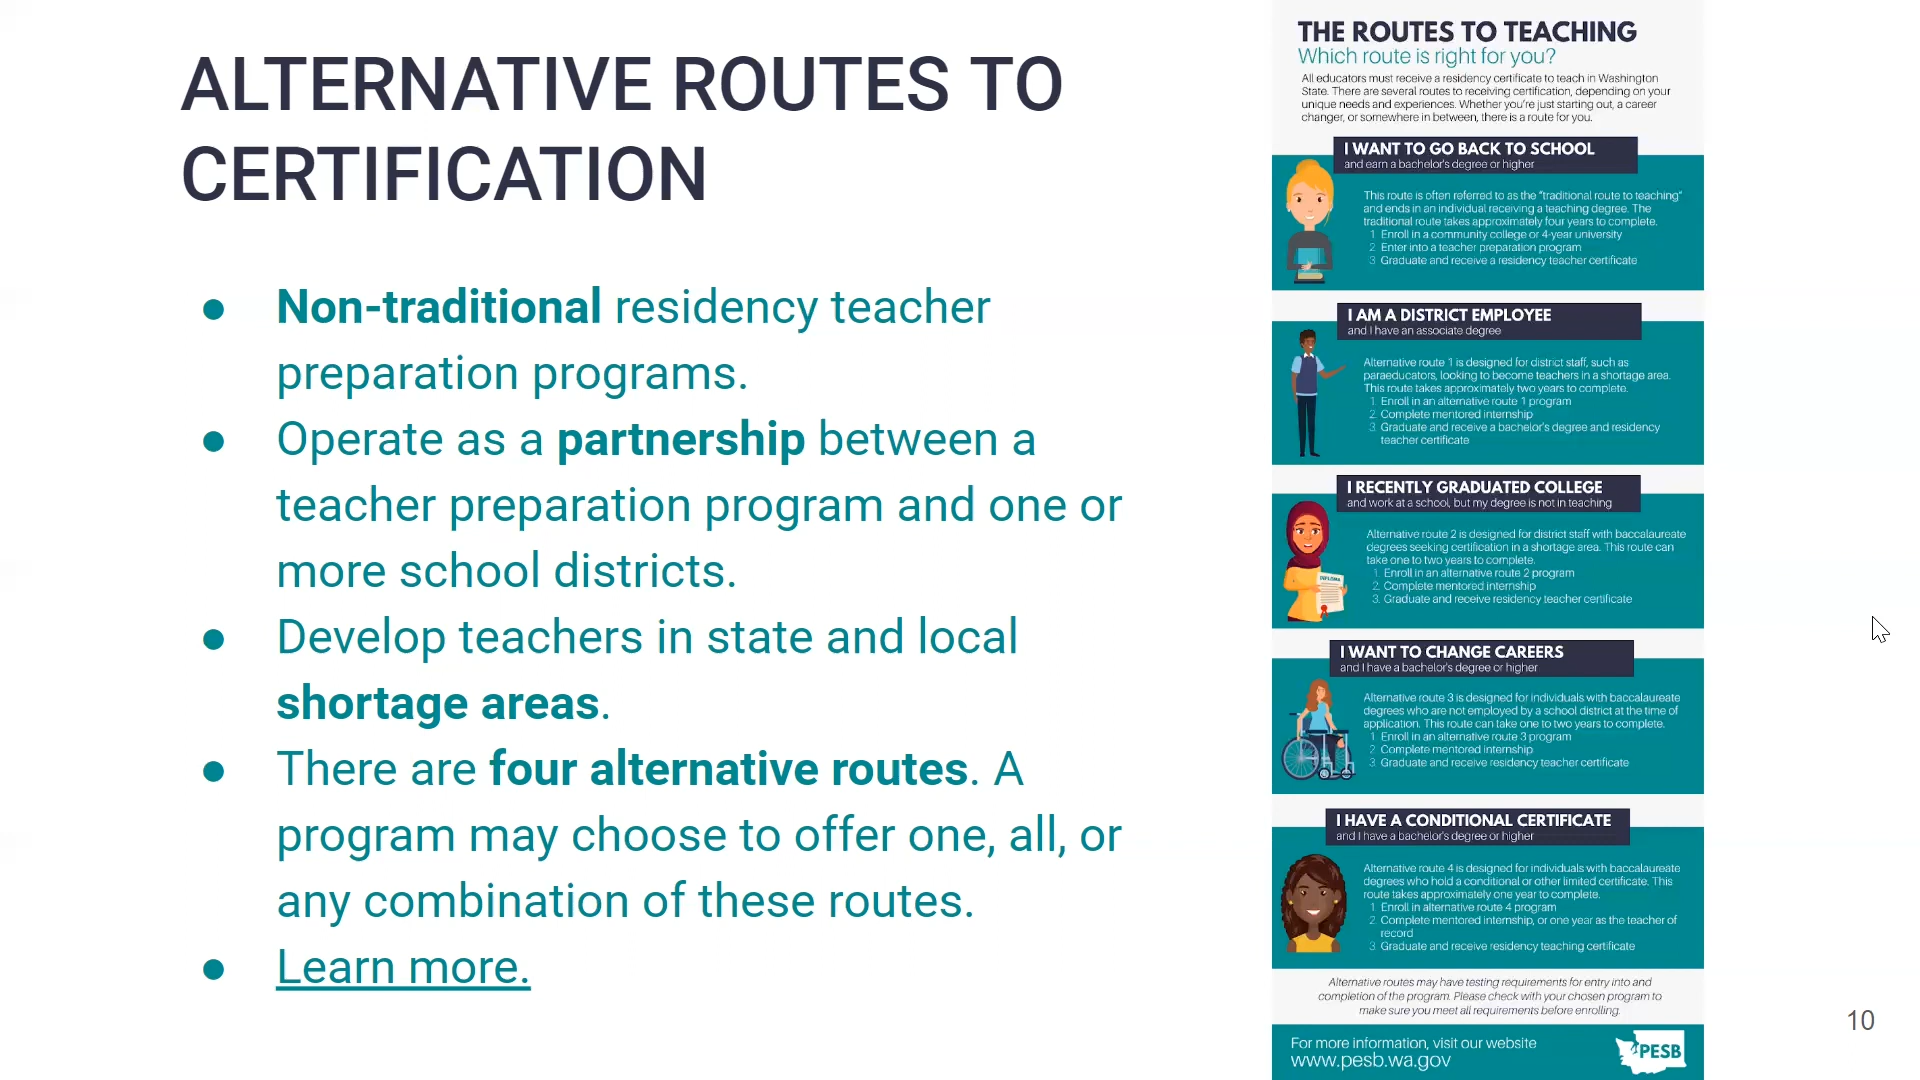 ALTERNATIVE ROUTES TO
CERTIFICATION
● Non-traditional residency teacher
preparation programs.
● Operate as a partnership between a
teacher preparation program and one or
more school districts.
● Develop teachers in state and local
shortage areas.
● There are four alternative routes. A
program may choose to offer one, all, or
any combination of these routes.
● Learn more.
THE ROUTES TO TEACHING
Which route is right for you?
All educators must receive a residency certificate to teach in Washington
State. There are several routes to receiving certification, depending on your
unique needs and experiences. Whether you're just starting out, a career
changer, or somewhere in between, there is a route for you.
I WANT TO GO BACK TO SCHOOL
and earn a bachelor's degree or higher
This route is often referred to as the "traditional route to teaching"
and ends in an individual receiving a teaching degree. The
traditional route takes approximately four years to complete.
1. Enroll in a community college or 4-year university
2. Enter into a teacher preparation program
3. Graduate and receive a residency teacher certificate
I AM A DISTRICT EMPLOYEE
and I have an associate degree
Alternative route 1 is designed for district staff, such as
paraeducators, looking to become teachers in a shortage area.
This route takes approximately two years to complete.
1. Enroll in an alternative route 1 program
2. Complete mentored internship
3. Graduate and receive a bachelor's degree and residency
teacher certificate
I RECENTLY GRADUATED COLLEGE
and work at a school, but my degree is not in teaching
Alternative route 2 is designed for district staff with baccalaureate
degrees seeking certification in a shortage area. This route can
take one to two years to complete.
1. Enroll in an alternative route 2 program
2. Complete mentored internship
3. Graduate and receive residency teacher certificate
DIPLOMA
I WANT TO CHANGE CAREERS
and I have a bachelor's degree or higher
Alternative route 3 is designed for individuals with baccalaureate
degrees who are not employed by a school district at the time of
application. This route can take one to two years to complete.
1. Enroll in an alternative route 3 program
2. Complete mentored internship
3. Graduate and receive residency teacher certificate
I HAVE A CONDITIONAL CERTIFICATE
and I have a bachelor's degree or higher
Alternative route 4 is designed for individuals with baccalaureate
degrees who hold a conditional or other limited certificate. This
route takes approximately one year to complete.
1. Enroll in alternative route 4 program
2. Complete mentored internship, or one year as the teacher of
record
3. Graduate and receive residency teaching certificate
Alternative routes may have testing requirements for entry into and
completion of the program. Please check with your chosen program to
make sure you meet all requirements before enrolling.
For more information, visit our website
www.pesb.wa.gov
PESB
10